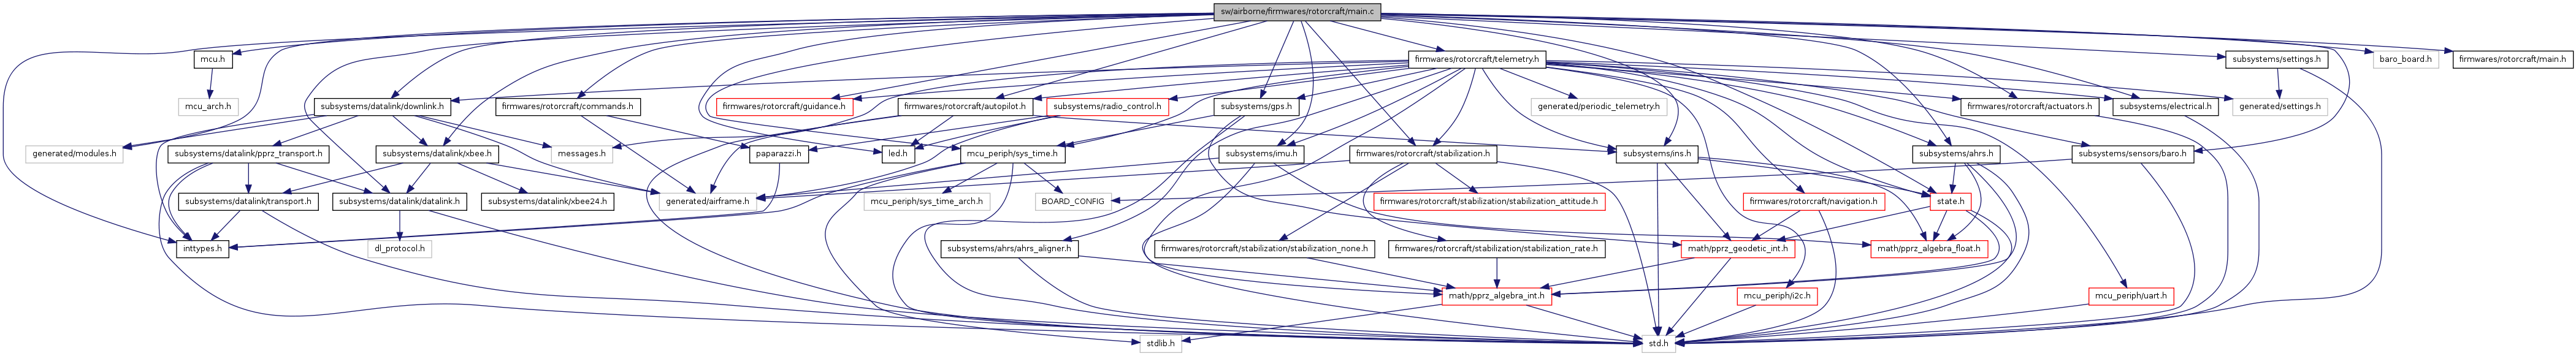 sw/airborne/firmwares/rotorcraft/main.c
mcu.h
firmwares/rotorcraft/telemetry.h
subsystems/settings.h
baro_board.h
firmwares/rotorcraft/main.h
mcu_arch.h
subsystems/datalink/downlink.h
firmwares/rotorcraft/commands.h
firmwares/rotorcraft/guidance.h
firmwares/rotorcraft/autopilot.h
subsystems/radio_control.h
subsystems/gps.h
generated/periodic_telemetry.h
firmwares/rotorcraft/actuators.h
subsystems/electrical.h
generated/settings.h
generated/modules.h
subsystems/datalink/pprz_transport.h
subsystems/datalink/xbee.h
messages.h
paparazzi.h
led.h
mcu_periph/sys_time.h
subsystems/imu.h
firmwares/rotorcraft/stabilization.h
subsystems/ins.h
subsystems/ahrs.h
subsystems/sensors/baro.h
subsystems/datalink/transport.h
subsystems/datalink/datalink.h
subsystems/datalink/xbee24.h
generated/airframe.h
mcu_periph/sys_time_arch.h
BOARD_CONFIG
firmwares/rotorcraft/stabilization/stabilization_attitude.h
firmwares/rotorcraft/navigation.h
state.h
inttypes.h
dl_protocol.h
subsystems/ahrs/ahrs_aligner.h
firmwares/rotorcraft/stabilization/stabilization_none.h
firmwares/rotorcraft/stabilization/stabilization_rate.h
math/pprz_geodetic_int.h
math/pprz_algebra_float.h
math/pprz_algebra_int.h
mcu_periph/i2c.h
mcu_periph/uart.h
stdlib.h
std.h